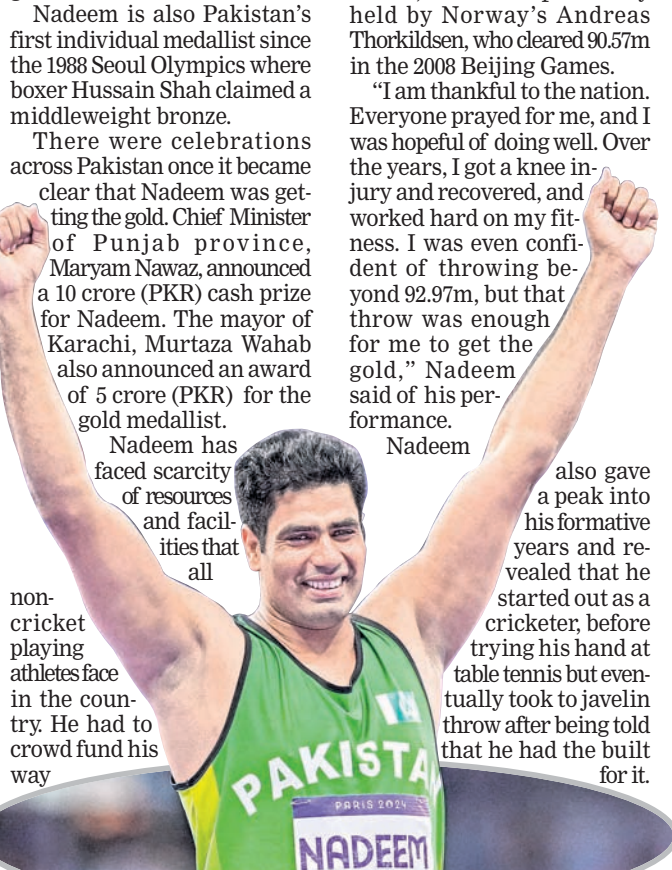 Nadeem is also Pakistan's
first individual medallist since
the 1988 Seoul Olympics where
boxer Hussain Shah claimed a
middleweight bronze.
There were celebrations
across Pakistan once it became
clear that Nadeem was get-
ting the gold. Chief Minister
of Punjab province,
Maryam Nawaz, announced
a 10 crore (PKR) cash prize
for Nadeem. The mayor of
Karachi, Murtaza Wahab
also announced an award
of 5 crore (PKR) for the
gold medallist.
Nadeem has
faced scarcity
of resources
and facil-
ities that
all
non-
cricket
playing
athletes face
in the coun-
try. He had to
crowd fund his
way
held by Norway's Andreas
Thorkildsen, who cleared 90.57m
in the 2008 Beijing Games.
“I am thankful to the nation.
Everyone prayed for me, and I
was hopeful of doing well. Over
the years, I got a knee in-
jury and recovered, and
worked hard on my fit-
ness. I was even confi-
dent of throwing be-
yond 92.97m, but that
throw was enough
for me to get the
gold,” Nadeem
said of his per-
formance.
Nadeem
also gave
a peak into
his formative
years and re-
vealed that he
started out as a
cricketer, before
trying his hand at
table tennis but even-
tually took to javelin
throw after being told
that he had the built
for it.
PAKISTA
PARIS 2024
NADEEM